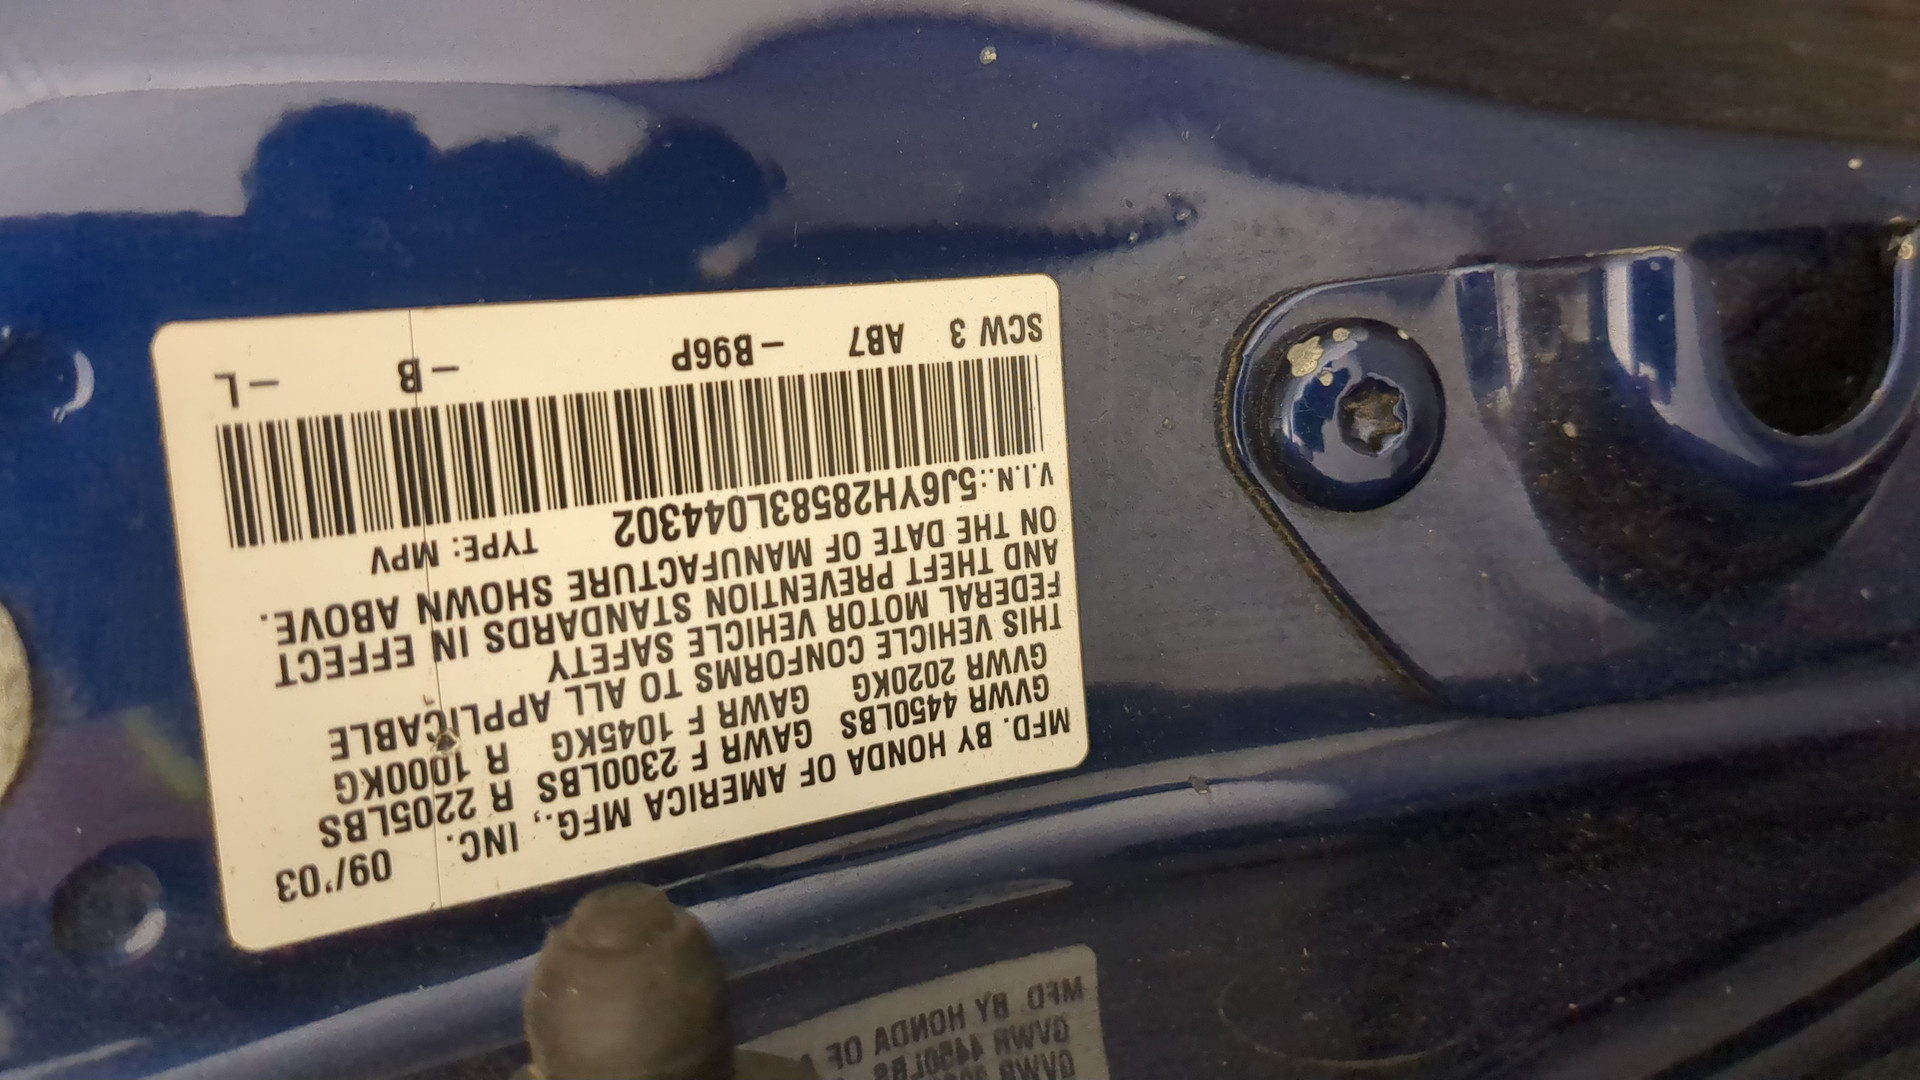 MFD. BY HONDA OF AMERICA MFG., INC. 09/'03
GVWR 4450LBS GAWR F 2300LBS R 2205LBS
GVWR 2020KG GAWR F 1045KG R 1000KG
THIS VEHICLE CONFORMS TO ALL APPLICABLE
FEDERAL MOTOR VEHICLE SAFETY
AND THEFT PREVENTION STANDARDS IN EFFECT
ON THE DATE OF MANUFACTURE SHOWN ABOVE.
V.I.N.:5J6YH28583L044302 TYPE: MPV
SCW 3 AB7 -B96P -B -L
MFD. BY HONDA OF
GVWR 4450LBS
GVWR